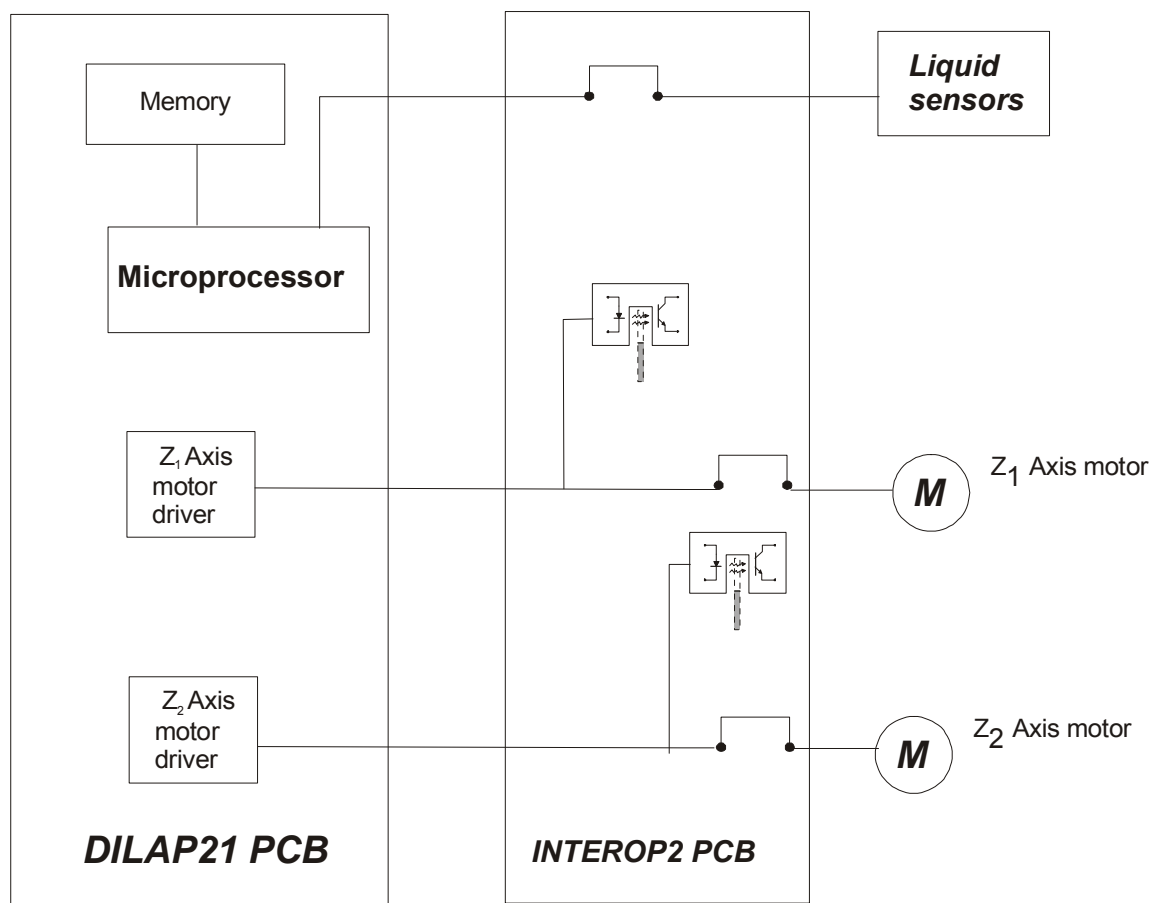 Memory
Liquid
sensors
Microprocessor
Z1 Axis
motor
driver
M
Z1 Axis motor
Z2 Axis
motor
driver
M
Z2 Axis motor
DILAP21 PCB
INTEROP2 PCB